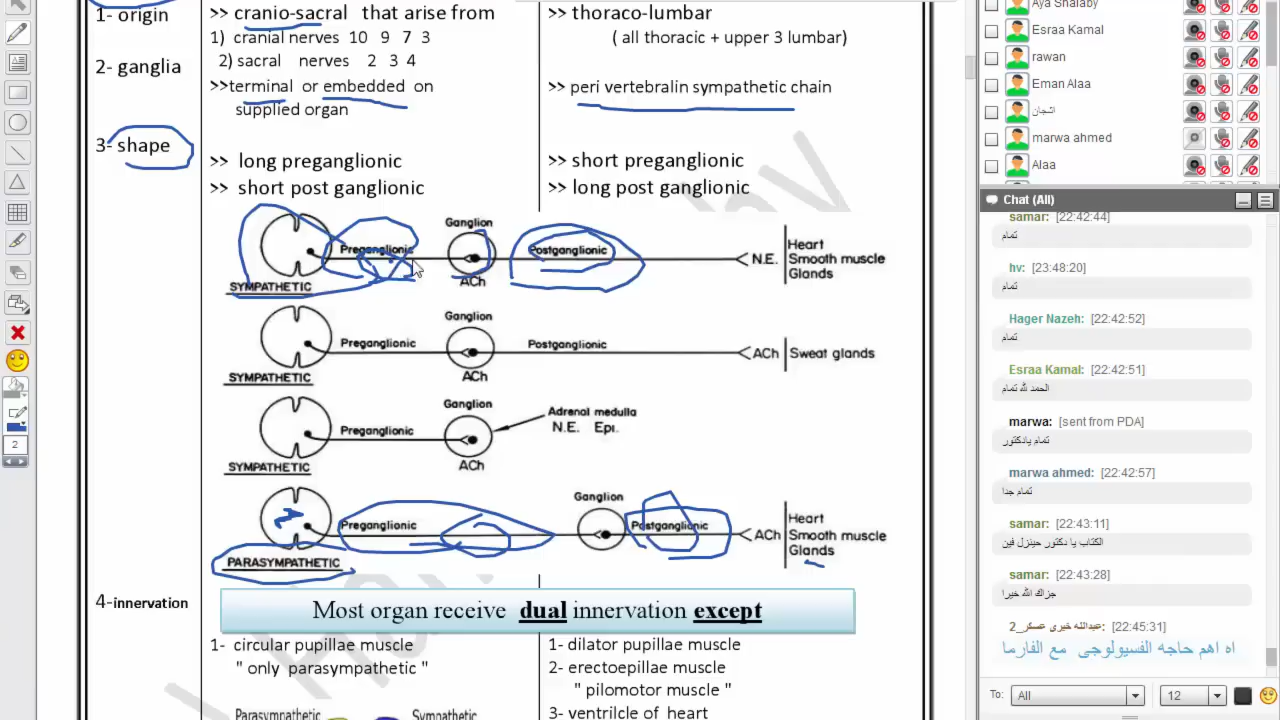 1- origin
>> cranio-sacral that arise from
1) cranial nerves 10 9 7 3
2) sacral nerves 2 3 4
>> thoraco-lumbar
( all thoracic + upper 3 lumbar)
2- ganglia
>>terminal or embedded on
supplied organ
>> peri vertebralin sympathetic chain
3- shape
>> long preganglionic
>> short post ganglionic
>> short preganglionic
>> long post ganglionic
SYMPATHETIC
Preganglionic
Ganglion
ACh
Postganglionic
N.E.
Heart
Smooth muscle
Glands
SYMPATHETIC
Preganglionic
Ganglion
ACh
Postganglionic
ACh
Sweat glands
SYMPATHETIC
Preganglionic
Ganglion
ACh
Adrenal medulla
N.E. Epi.
PARASYMPATHETIC
Preganglionic
Ganglion
Postganglionic
ACh
Heart
Smooth muscle
Glands
4-innervation
Most organ receive dual innervation except
1- circular pupillae muscle
" only parasympathetic "
1- dilator pupillae muscle
2- erectoepillae muscle
" pilomotor muscle "
3- ventrilcle of heart
Parasympathetic
Sympathetic
2
Aya Shalaby
Esraa Kamal
rawan
Eman Alaa
marwa ahmed
Alaa
Chat (All)
samar: [22:42:44]
تمام
hv: [23:48:20]
تمام
Hager Nazeh: [22:42:52]
تمام
Esraa Kamal: [22:42:51]
الحمد لله تمام
marwa: [sent from PDA]
تمام يادكتور
marwa ahmed: [22:42:57]
تمام جدا
samar: [22:43:11]
الكتاب يا دكتور حينزل فين
samar: [22:43:28]
جزاك الله خيرا
عبدالله خيرى عسكر_2: [22:45:31]
اه اهم حاجه الفسيولوجى مع الفارما
To: All 12